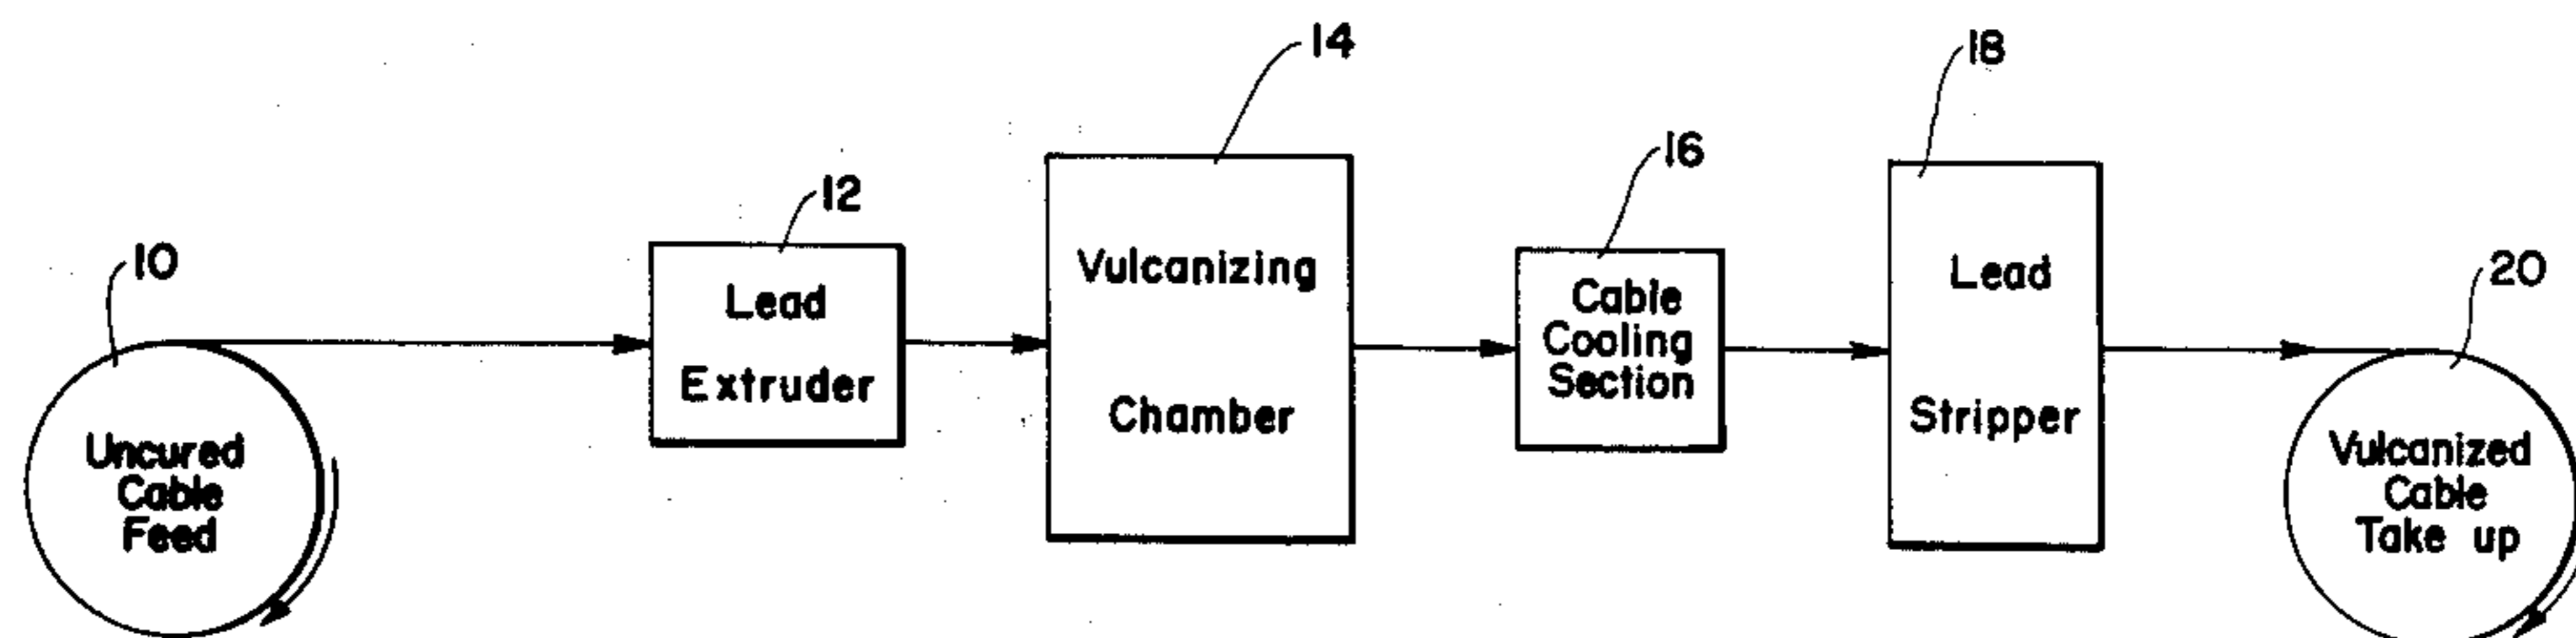 14
18
16
12
10
20
Uncured
Cable
Feed
Lead
Extruder
Vulcanizing
Chamber
Cable
Cooling
Section
Lead
Stripper
Vulcanized
Cable
Take up